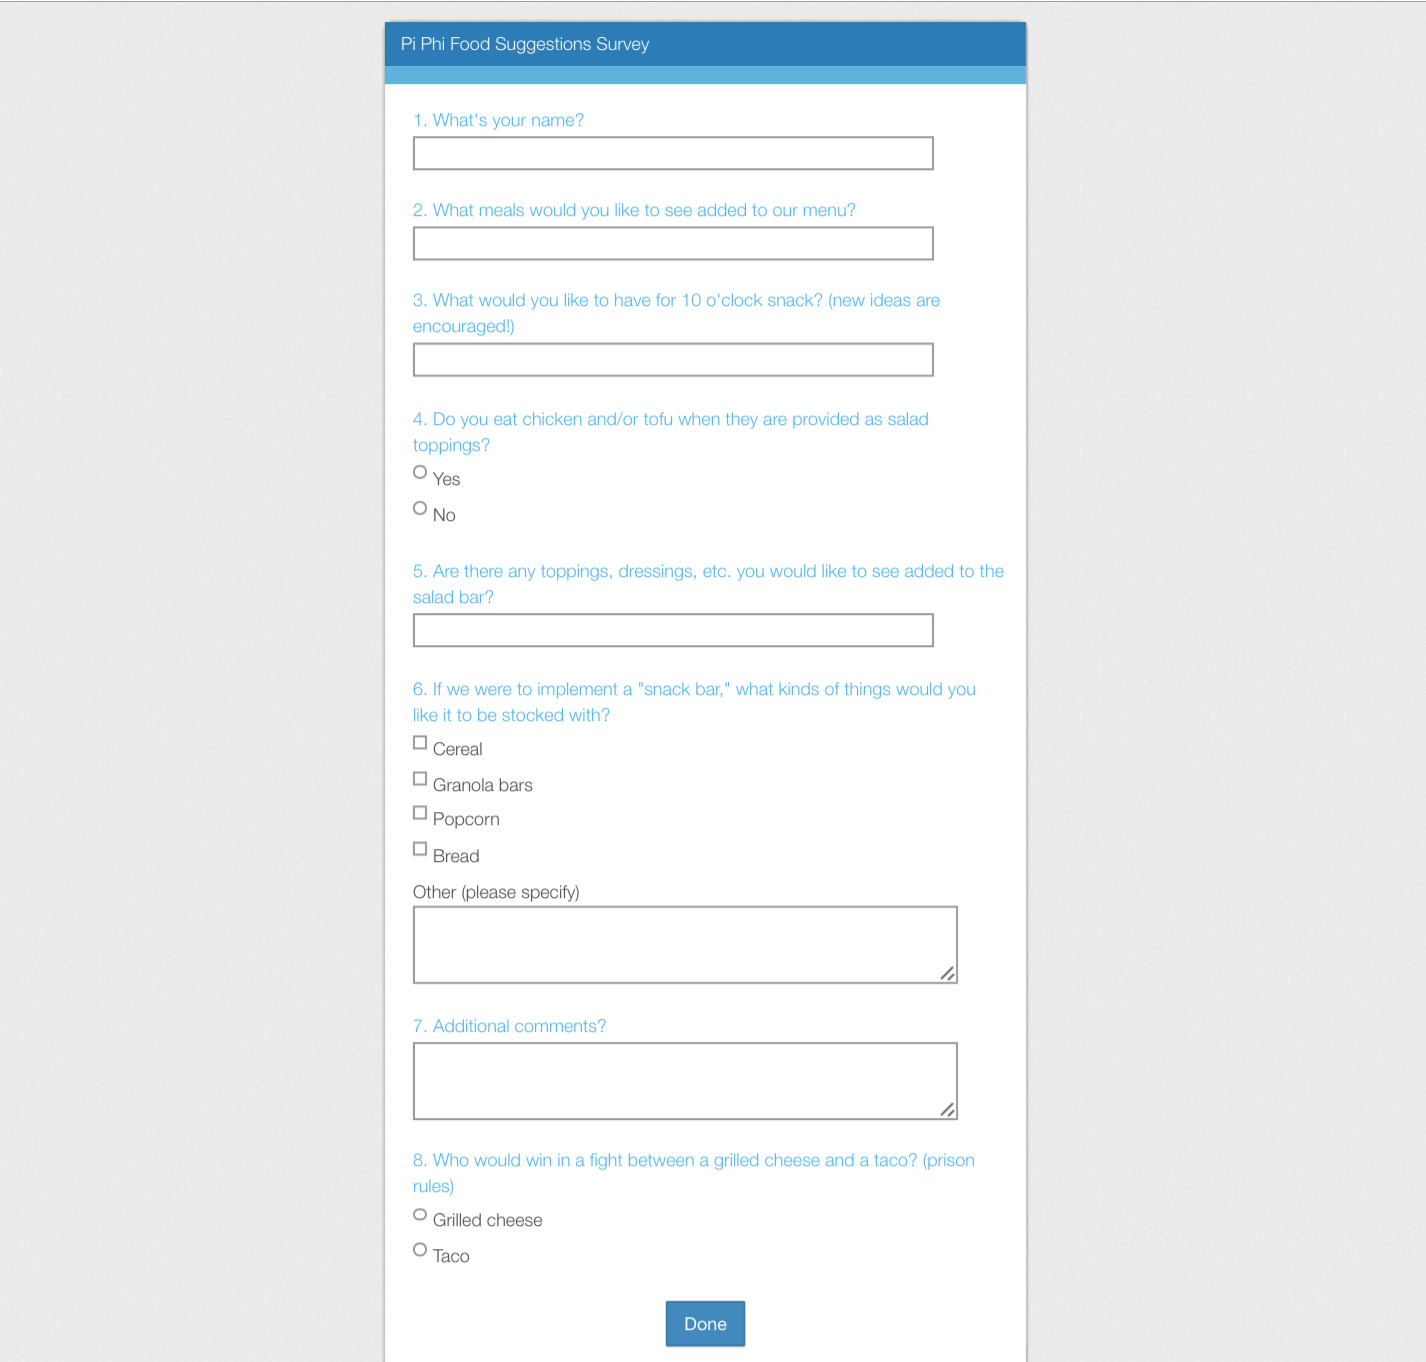 Pi Phi Food Suggestions Survey
1. What's your name?
2. What meals would you like to see added to our menu?
3. What would you like to have for 10 o'clock snack? (new ideas are
encouraged!)
4. Do you eat chicken and/or tofu when they are provided as salad
toppings?
Yes
No
5. Are there any toppings, dressings, etc. you would like to see added to the
salad bar?
6. If we were to implement a "snack bar," what kinds of things would you
like it to be stocked with?
Cereal
Granola bars
Popcorn
Bread
Other (please specify)
7. Additional comments?
8. Who would win in a fight between a grilled cheese and a taco? (prison
rules)
Grilled cheese
Taco
Done